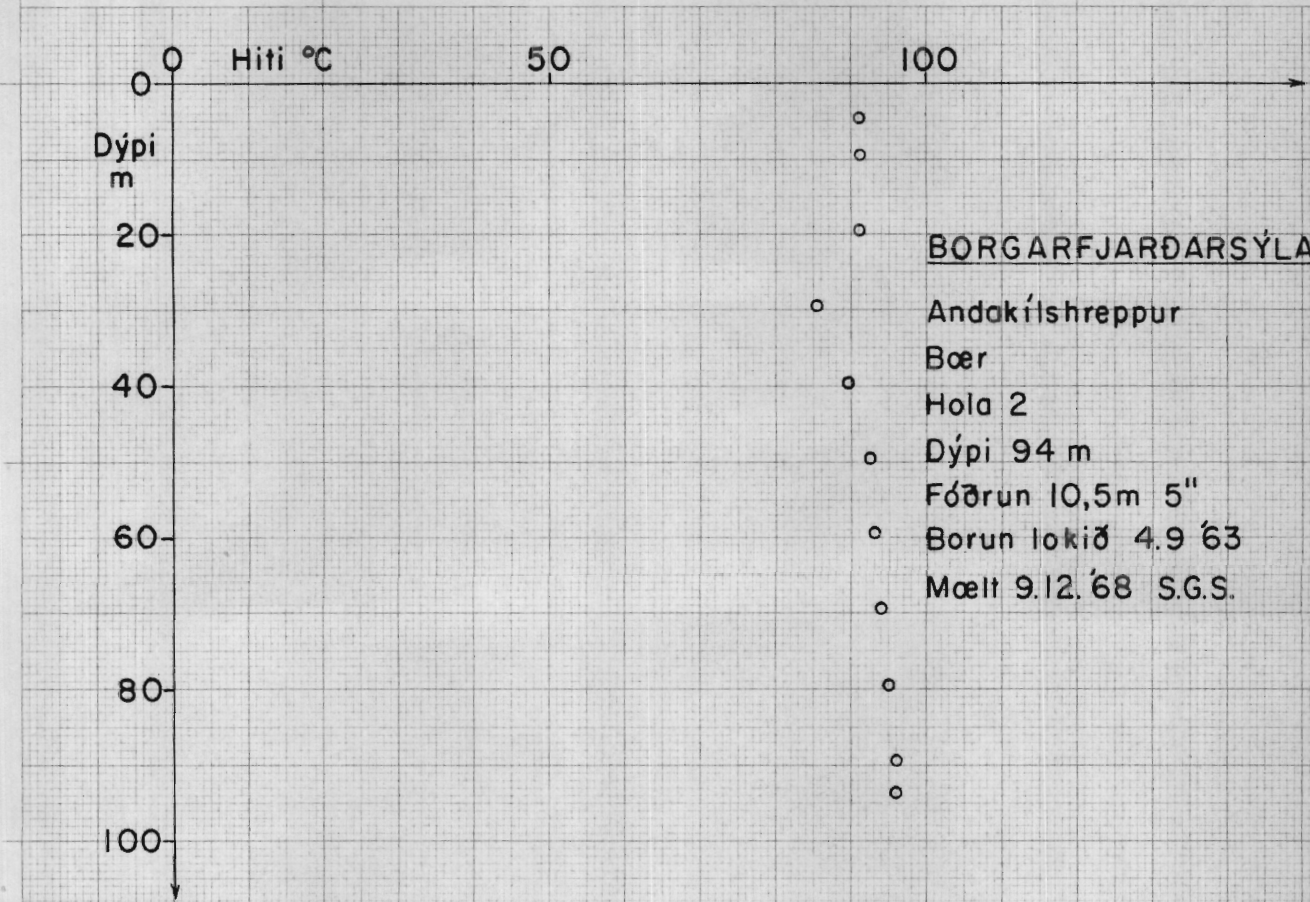 0 Hiti °C 50 100
0
Dýpi
m
20
40
60
80
100
BORGARFJARÐARSÝLA
Andakílshreppur
Bær
Hola 2
Dýpi 94 m
Fóðrun 10,5m 5"
Borun lokið 4.9 '63
Mælt 9.12.'68 S.G.S.